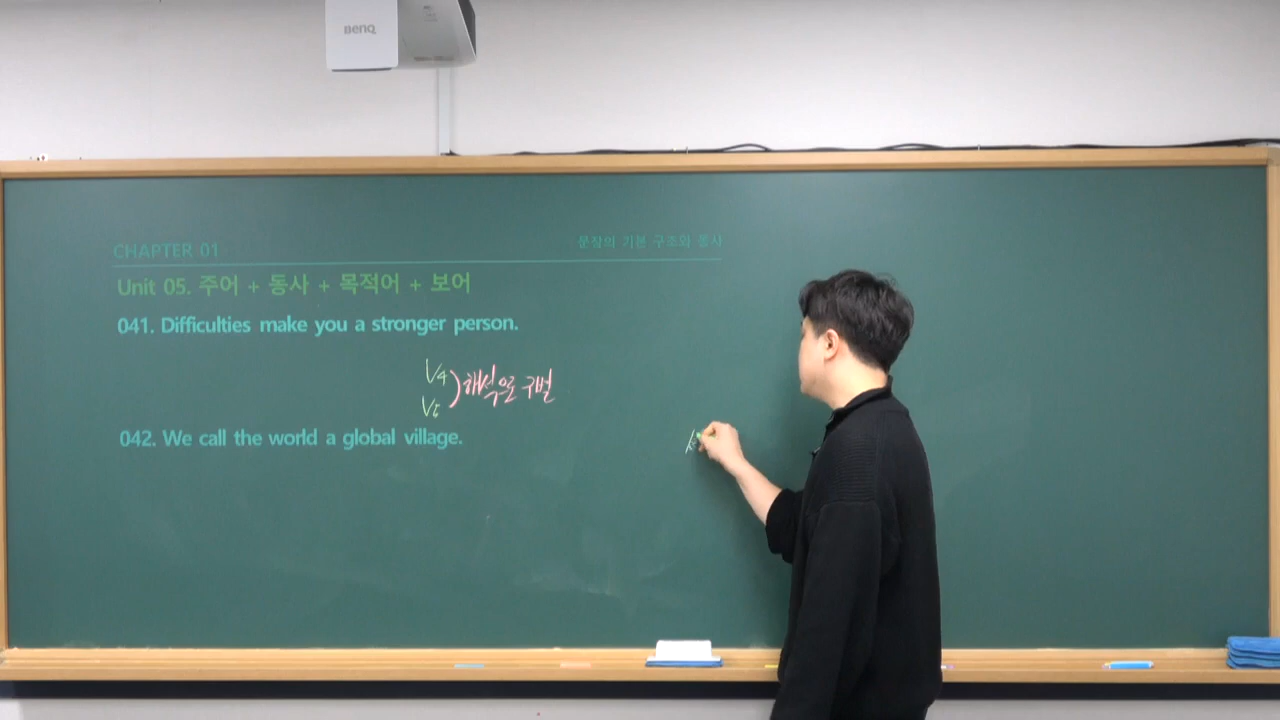 BenQ
CHAPTER 01
문장의 기본 구조와 동사
Unit 05. 주어 + 동사 + 목적어 + 보어
041. Difficulties make you a stronger person.
V4
V5
) 해석으로 구별
042. We call the world a global village.